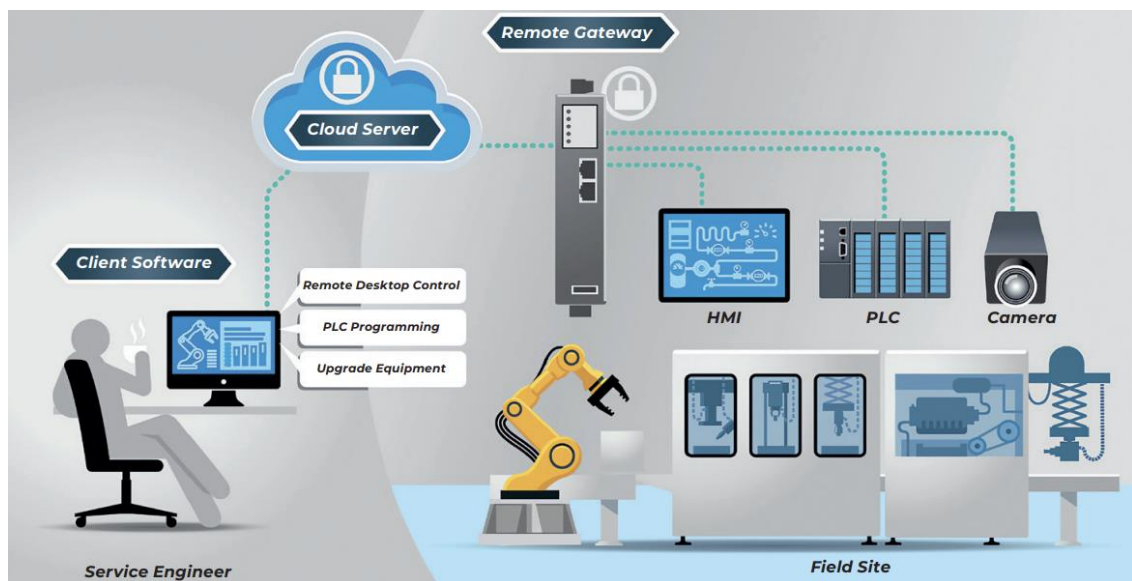 Remote Gateway
Cloud Server
Client Software
Remote Desktop Control
PLC Programming
Upgrade Equipment
HMI
PLC
Camera
Service Engineer
Field Site